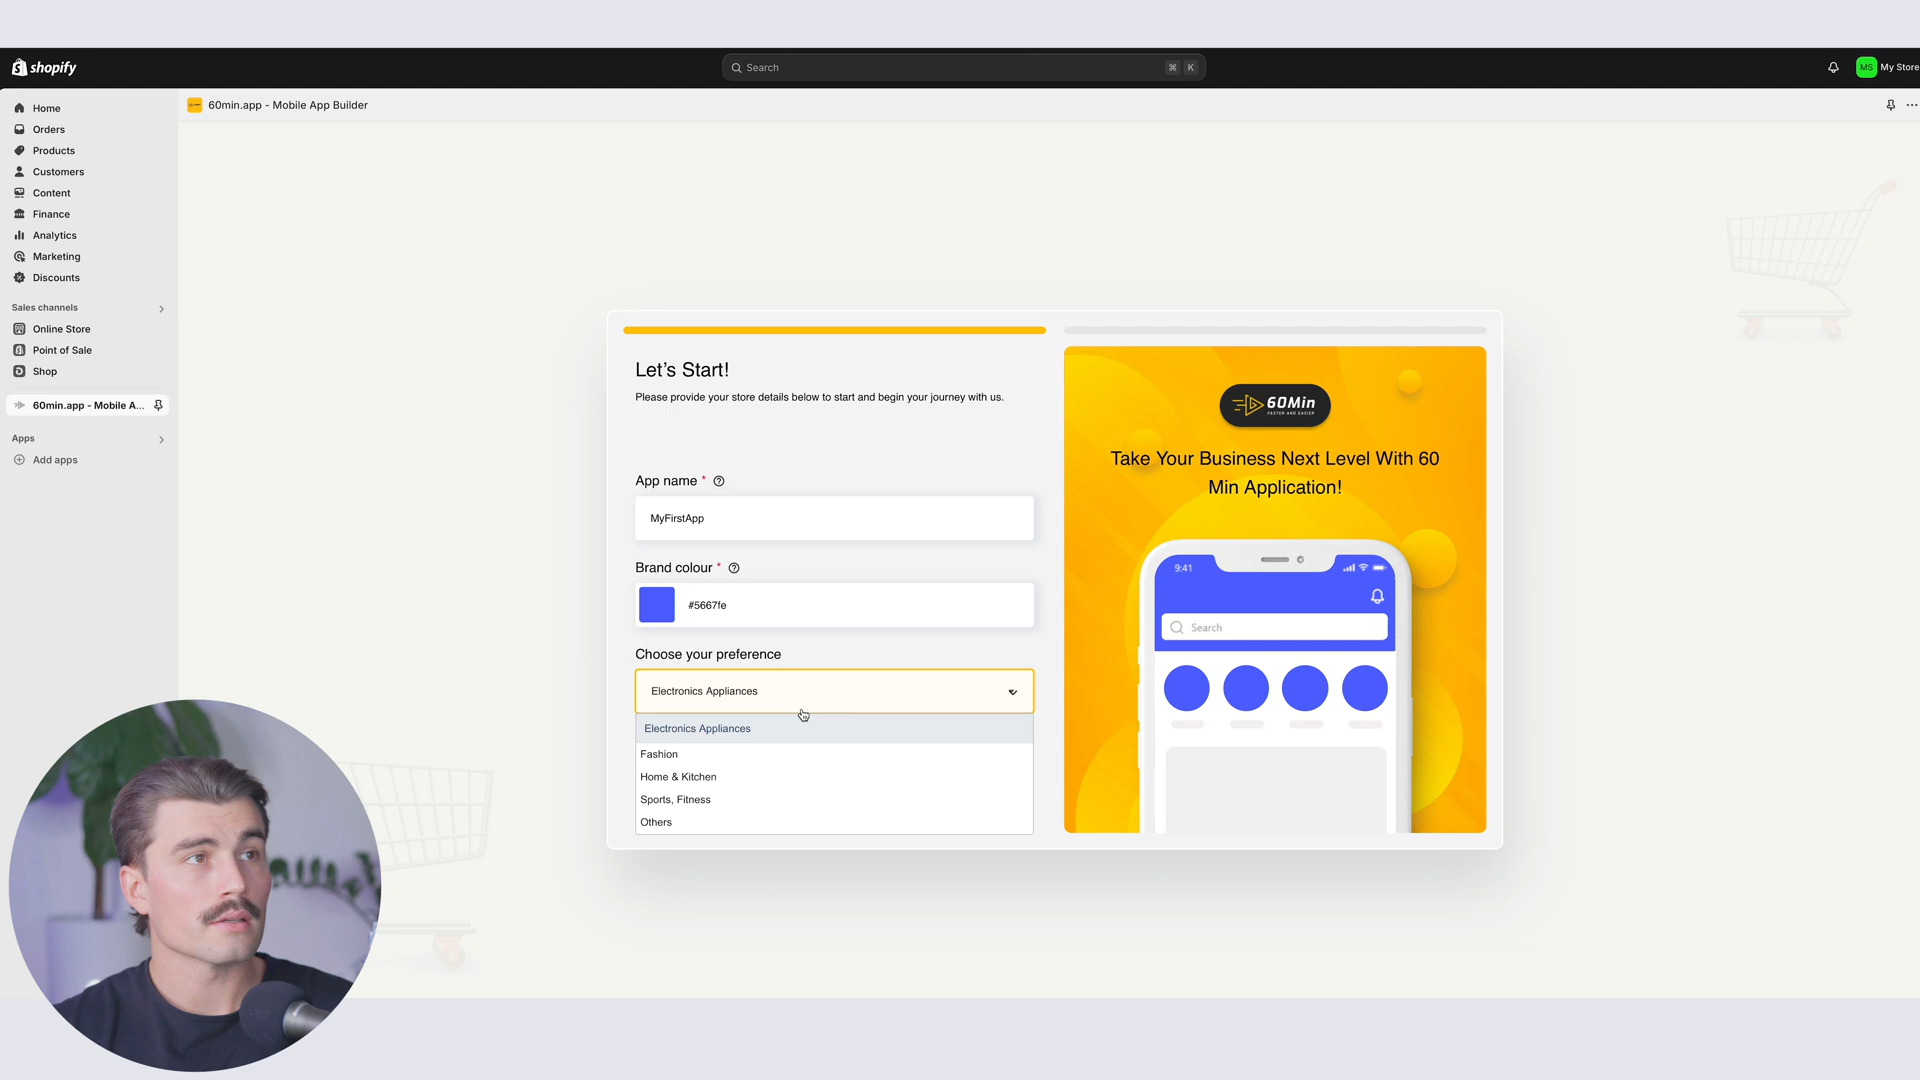 shopify
Search
⌘ K
MS My Store
Home
Orders
Products
Customers
Content
Finance
Analytics
Marketing
Discounts
Sales channels
Online Store
Point of Sale
Shop
60min.app - Mobile A...
Apps
Add apps
60min.app - Mobile App Builder
Let's Start!
Please provide your store details below to start and begin your journey with us.
App name *
MyFirstApp
Brand colour *
#5667fe
Choose your preference
Electronics Appliances
Electronics Appliances
Fashion
Home & Kitchen
Sports, Fitness
Others
60Min
FASTER AND EASIER
Take Your Business Next Level With 60
Min Application!
9:41
Search